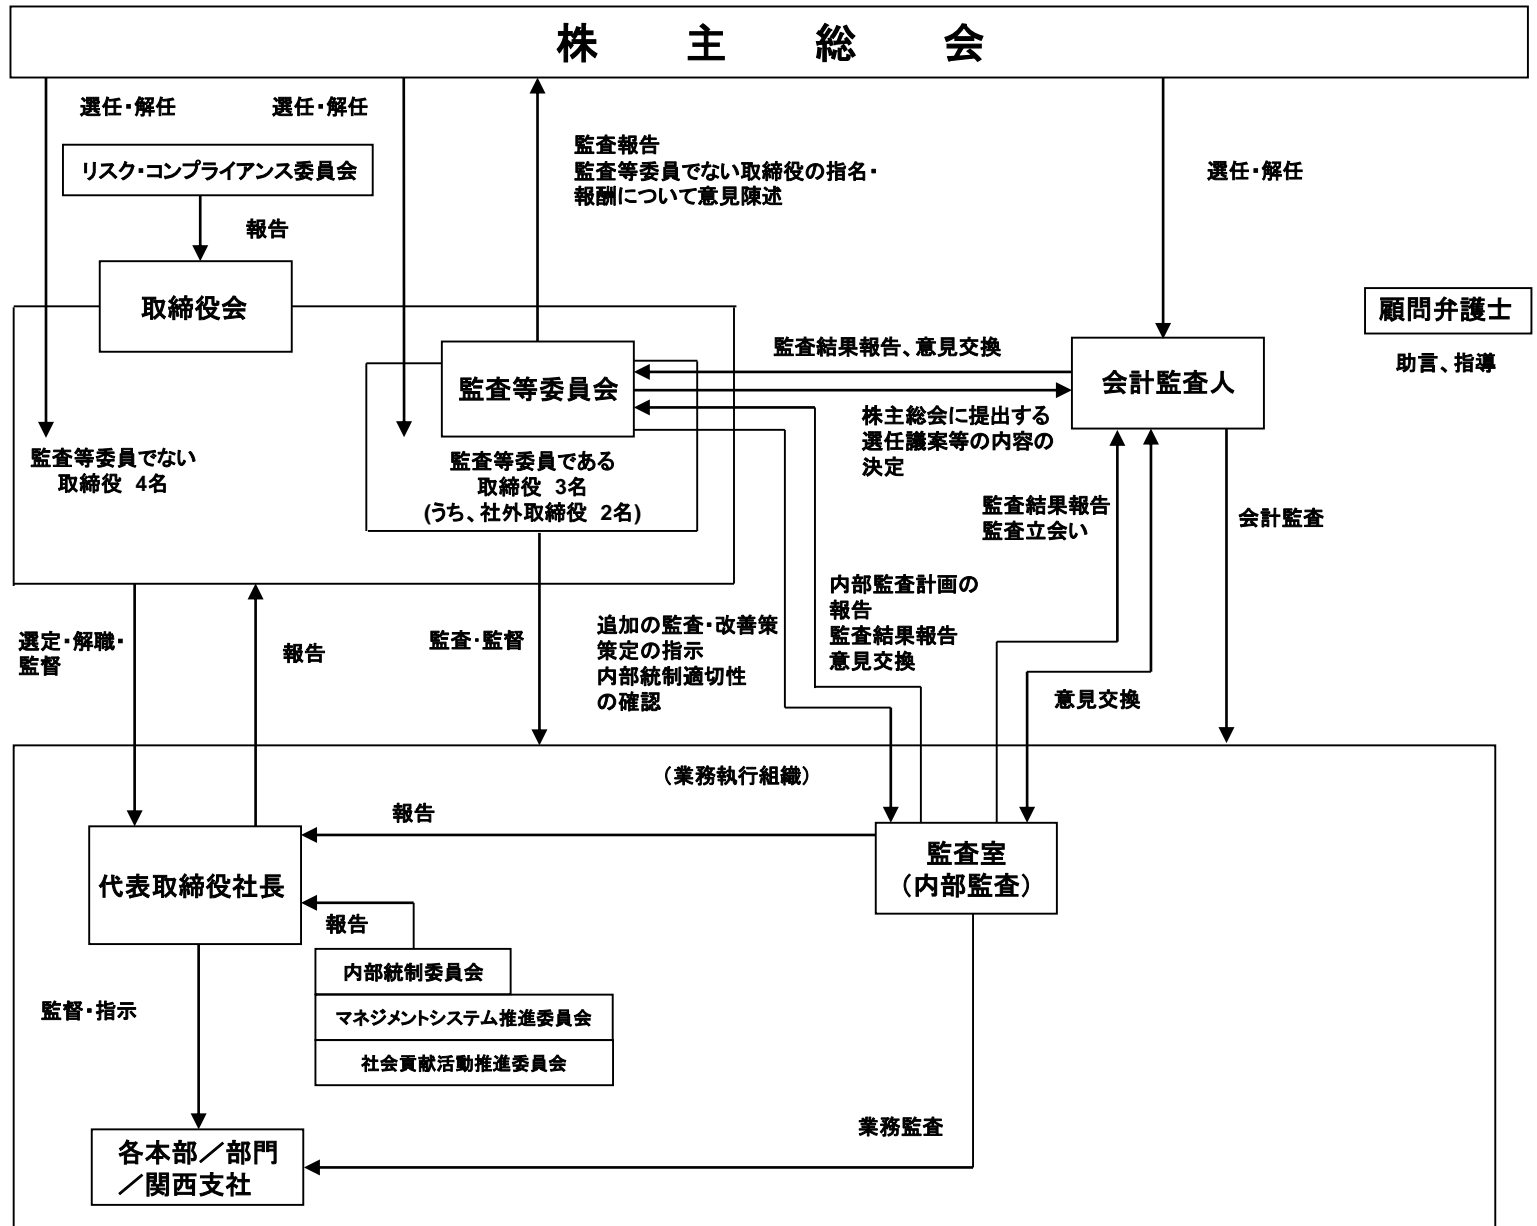 株主総会
選任・解任
選任・解任
リスク・コンプライアンス委員会
報告
監査報告
監査等委員でない取締役の指名・
報酬について意見陳述
選任・解任
取締役会
顧問弁護士
助言、指導
監査等委員会
監査結果報告、意見交換
会計監査人
株主総会に提出する
選任議案等の内容の
決定
監査等委員でない
取締役 4名
監査等委員である
取締役 3名
(うち、社外取締役 2名)
監査結果報告
監査立会い
会計監査
選定・解職・
監督
報告
監査・監督
追加の監査・改善策
策定の指示
内部統制適切性
の確認
内部監査計画の
報告
監査結果報告
意見交換
意見交換
（業務執行組織）
報告
代表取締役社長
監査室
（内部監査）
報告
内部統制委員会
マネジメントシステム推進委員会
社会貢献活動推進委員会
監督・指示
業務監査
各本部／部門
／関西支社